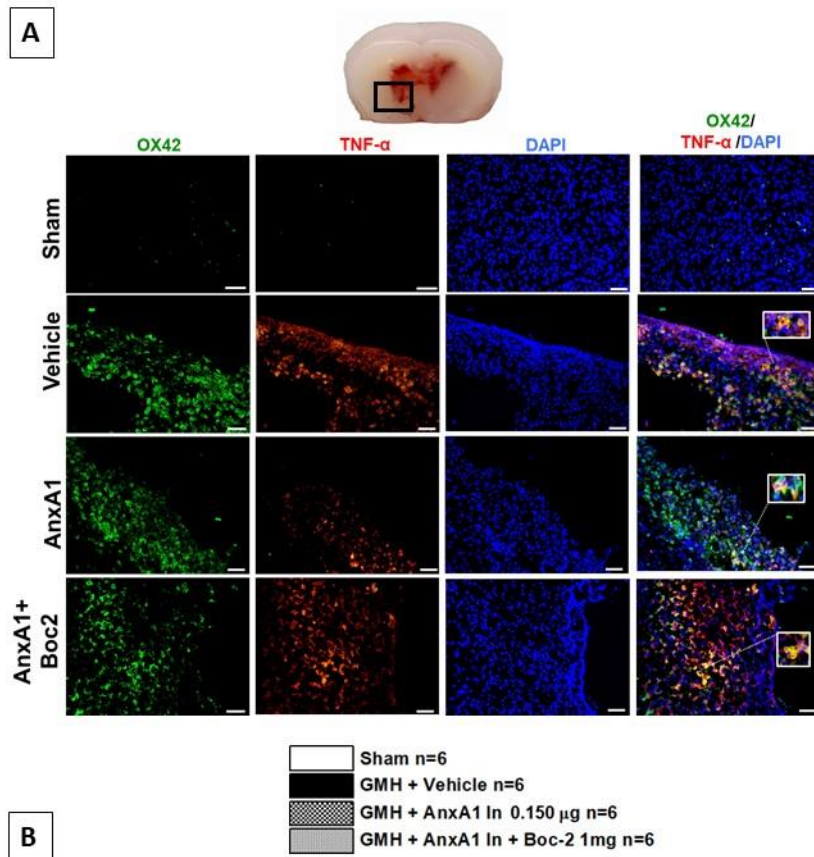 A
OX42
TNF-α
DAPI
OX42/
TNF-α /DAPI
Sham
Vehicle
AnxA1
AnxA1+
Boc2
Sham n=6
GMH + Vehicle n=6
GMH + AnxA1 In 0.150 μg n=6
GMH + AnxA1 In + Boc-2 1mg n=6
B